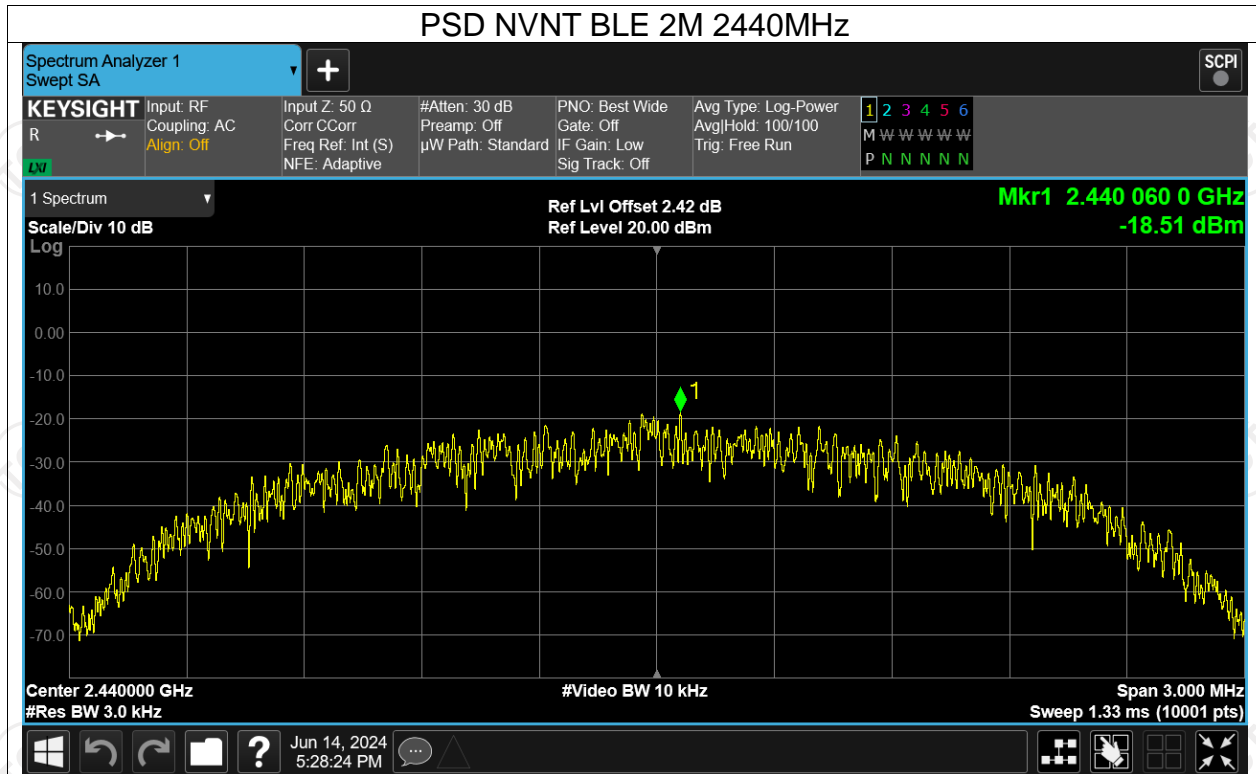 PSD NVNT BLE 2M 2440MHz
Spectrum Analyzer 1
Swept SA
+
SCPI
KEYSIGHT
R
LXI
Input: RF
Coupling: AC
Align: Off
Input Z: 50 Ω
Corr CCorr
Freq Ref: Int (S)
NFE: Adaptive
#Atten: 30 dB
Preamp: Off
µW Path: Standard
PNO: Best Wide
Gate: Off
IF Gain: Low
Sig Track: Off
Avg Type: Log-Power
Avg|Hold: 100/100
Trig: Free Run
1 2 3 4 5 6
M W W W W W
P N N N N N
1 Spectrum
Scale/Div 10 dB
Log
Ref Lvl Offset 2.42 dB
Ref Level 20.00 dBm
Mkr1 2.440 060 0 GHz
-18.51 dBm
10.0
0.00
-10.0
1
-20.0
-30.0
-40.0
-50.0
-60.0
-70.0
Center 2.440000 GHz
#Video BW 10 kHz
Span 3.000 MHz
#Res BW 3.0 kHz
Sweep 1.33 ms (10001 pts)
?
Jun 14, 2024
5:28:24 PM